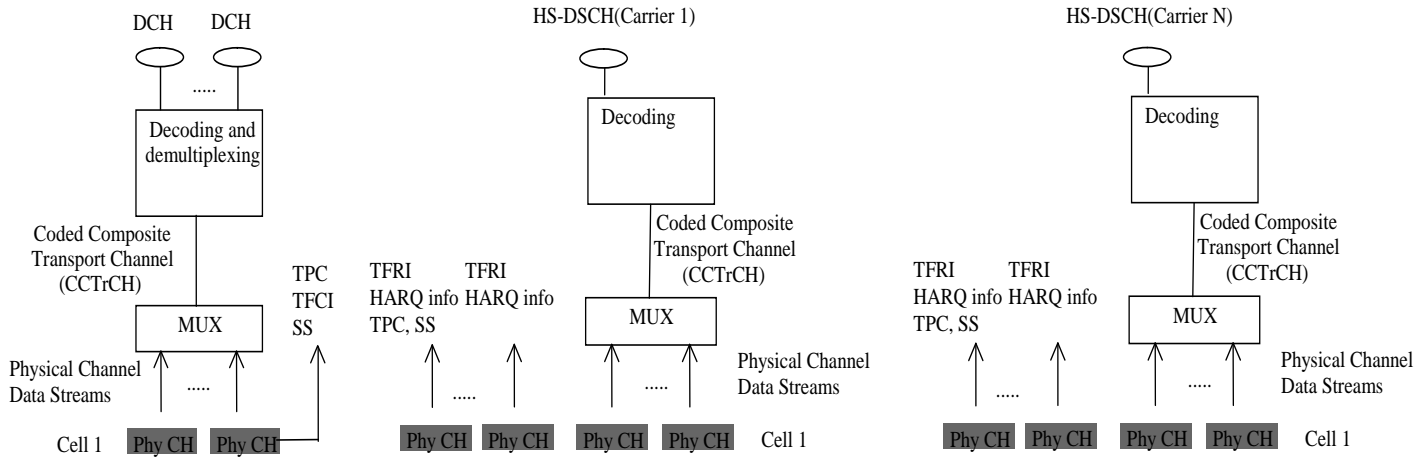 DCH DCH
.....
Decoding and
demultiplexing
Coded Composite
Transport Channel
(CCTrCH)
TPC
TFCI
SS
MUX
Physical Channel
Data Streams
.....
Cell 1
Phy CH
Phy CH
HS-DSCH(Carrier 1)
Decoding
Coded Composite
Transport Channel
(CCTrCH)
TFRI
HARQ info
TPC, SS
TFRI
HARQ info
MUX
Physical Channel
Data Streams
.....
.....
Phy CH
Phy CH
Phy CH
Phy CH
Cell 1
HS-DSCH(Carrier N)
Decoding
Coded Composite
Transport Channel
(CCTrCH)
TFRI
HARQ info
TPC, SS
TFRI
HARQ info
MUX
Physical Channel
Data Streams
.....
.....
Phy CH
Phy CH
Phy CH
Phy CH
Cell 1